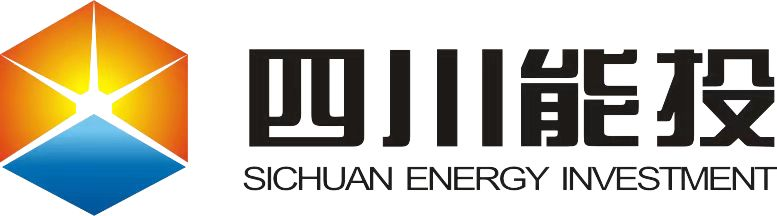 四川能投
SICHUAN ENERGY INVESTMENT